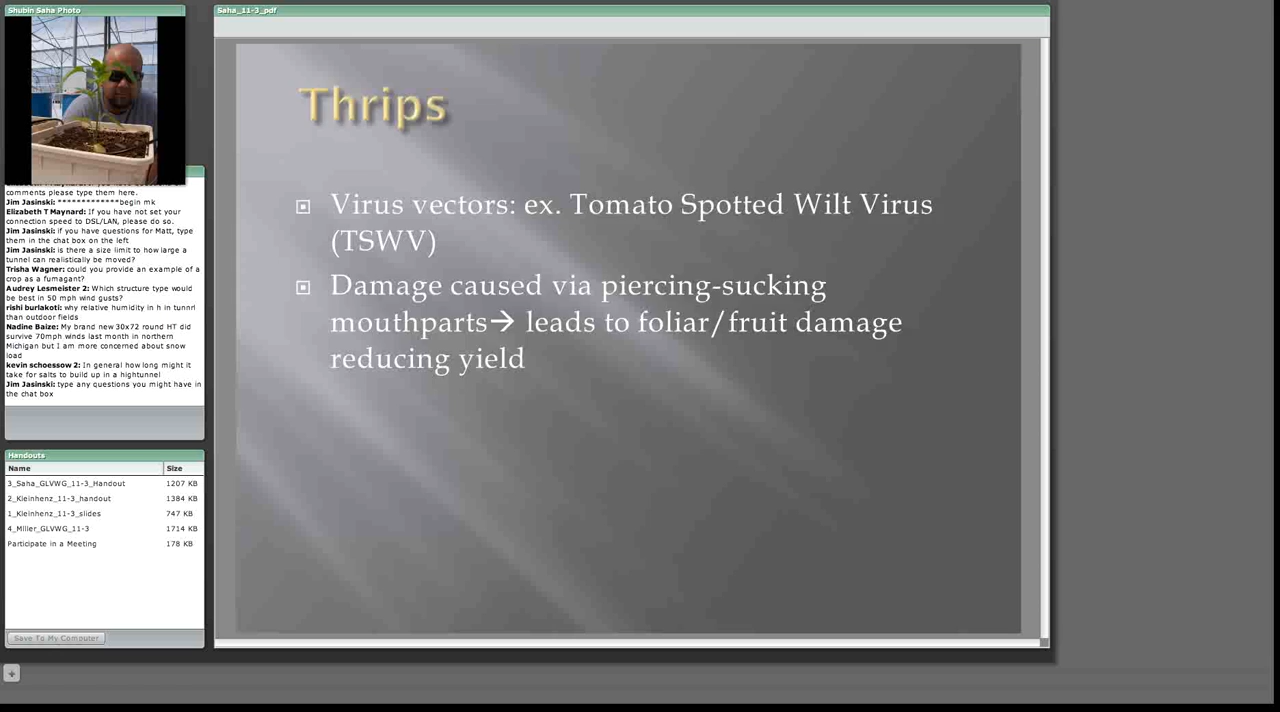 Shubin Saha Photo
comments please type them here.
Jim Jasinski: *************begin mk
Elizabeth T Maynard: If you have not set your
connection speed to DSL/LAN, please do so.
Jim Jasinski: if you have questions for Matt, type
them in the chat box on the left
Jim Jasinski: is there a size limit to how large a
tunnel can realistically be moved?
Trisha Wagner: could you provide an example of a
crop as a fumagant?
Audrey Lesmeister 2: Which structure type would
be best in 50 mph wind gusts?
rishi burlakoti: why relative humidity in h in tunnrl
than outdoor fields
Nadine Baize: My brand new 30x72 round HT did
survive 70mph winds last month in northern
Michigan but I am more concerned about snow
load
kevin schoessow 2: In general how long might it
take for salts to build up in a hightunnel
Jim Jasinski: type any questions you might have in
the chat box
Handouts
Name Size
3_Saha_GLVWG_11-3_Handout 1207 KB
2_Kleinhenz_11-3_handout 1384 KB
1_Kleinhenz_11-3_slides 747 KB
4_Miller_GLVWG_11-3 1714 KB
Participate in a Meeting 178 KB
Save To My Computer
Saha_11-3_pdf
Thrips
Virus vectors: ex. Tomato Spotted Wilt Virus
(TSWV)
Damage caused via piercing-sucking
mouthparts→ leads to foliar/fruit damage
reducing yield